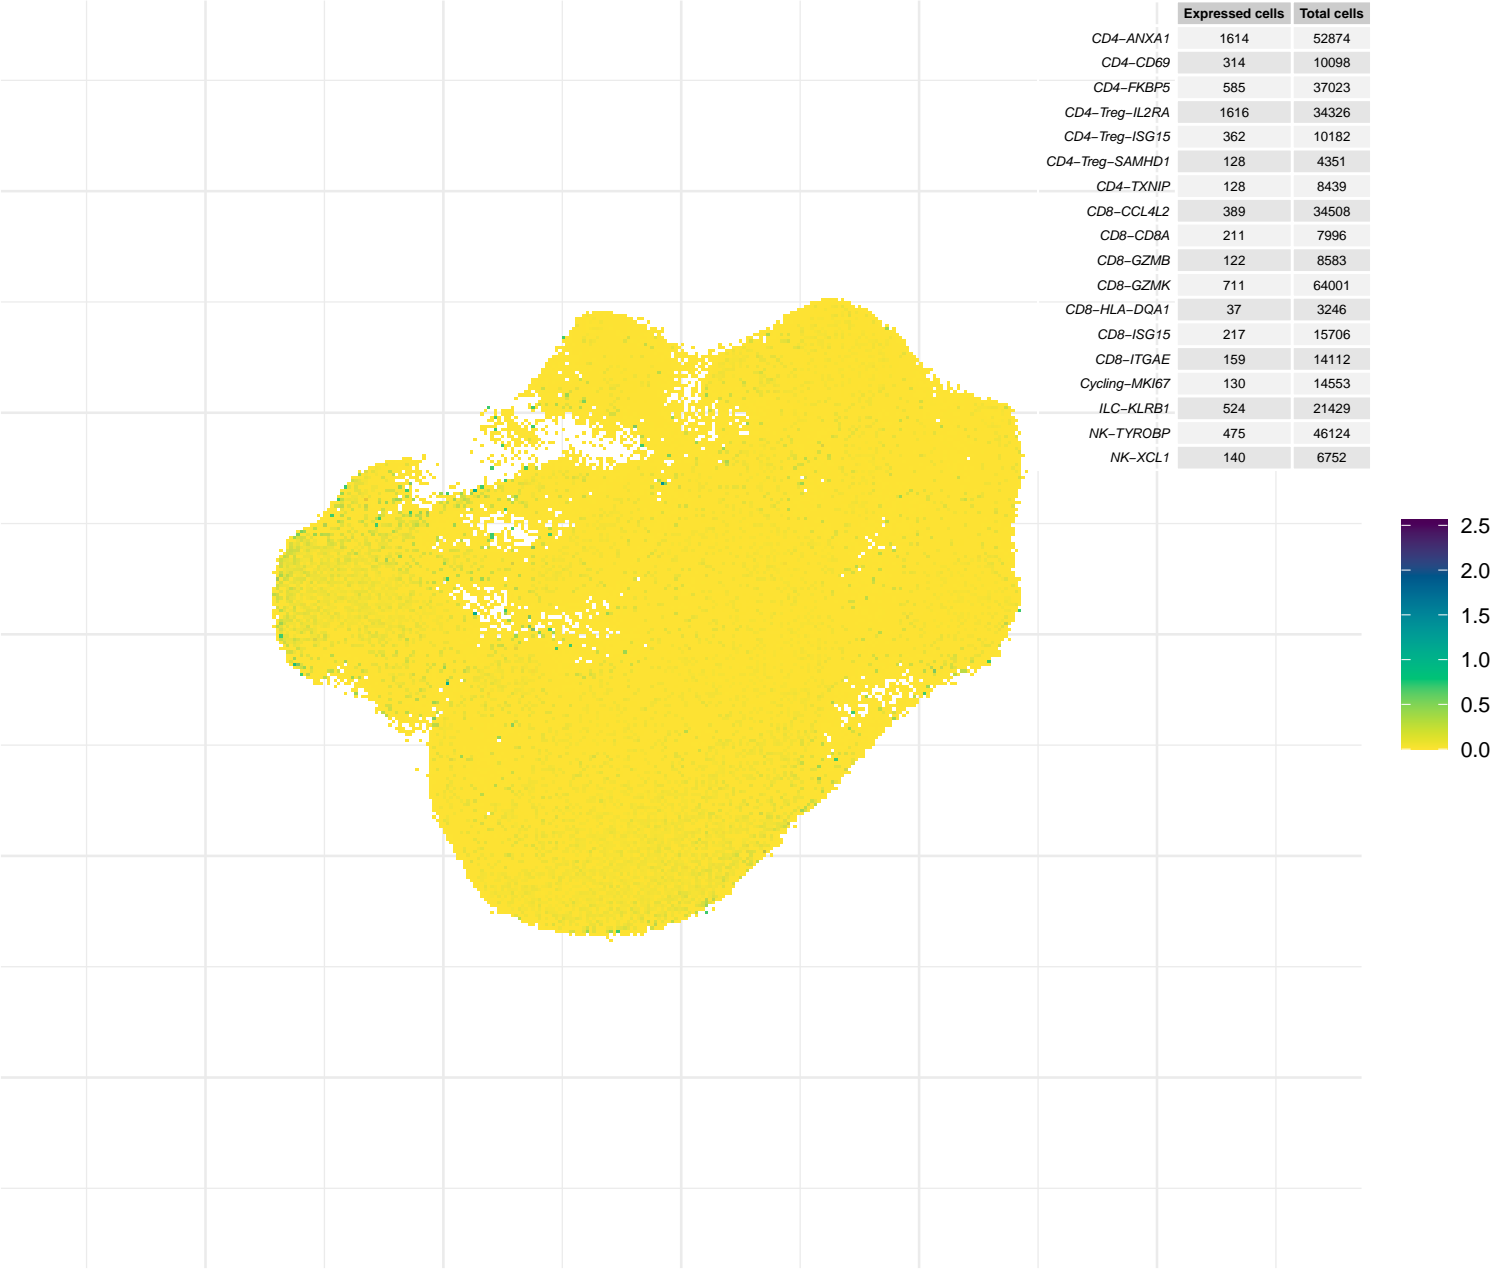 Expressed cells Total cells
CD4−ANXA1 1614 52874
CD4−CD69 314 10098
CD4−FKBP5 585 37023
CD4−Treg−IL2RA 1616 34326
CD4−Treg−ISG15 362 10182
CD4−Treg−SAMHD1 128 4351
CD4−TXNIP 128 8439
CD8−CCL4L2 389 34508
CD8−CD8A 211 7996
CD8−GZMB 122 8583
CD8−GZMK 711 64001
CD8−HLA−DQA1 37 3246
CD8−ISG15 217 15706
CD8−ITGAE 159 14112
Cycling−MKI67 130 14553
ILC−KLRB1 524 21429
NK−TYROBP 475 46124
NK−XCL1 140 6752
2.5
2.0
1.5
1.0
0.5
0.0